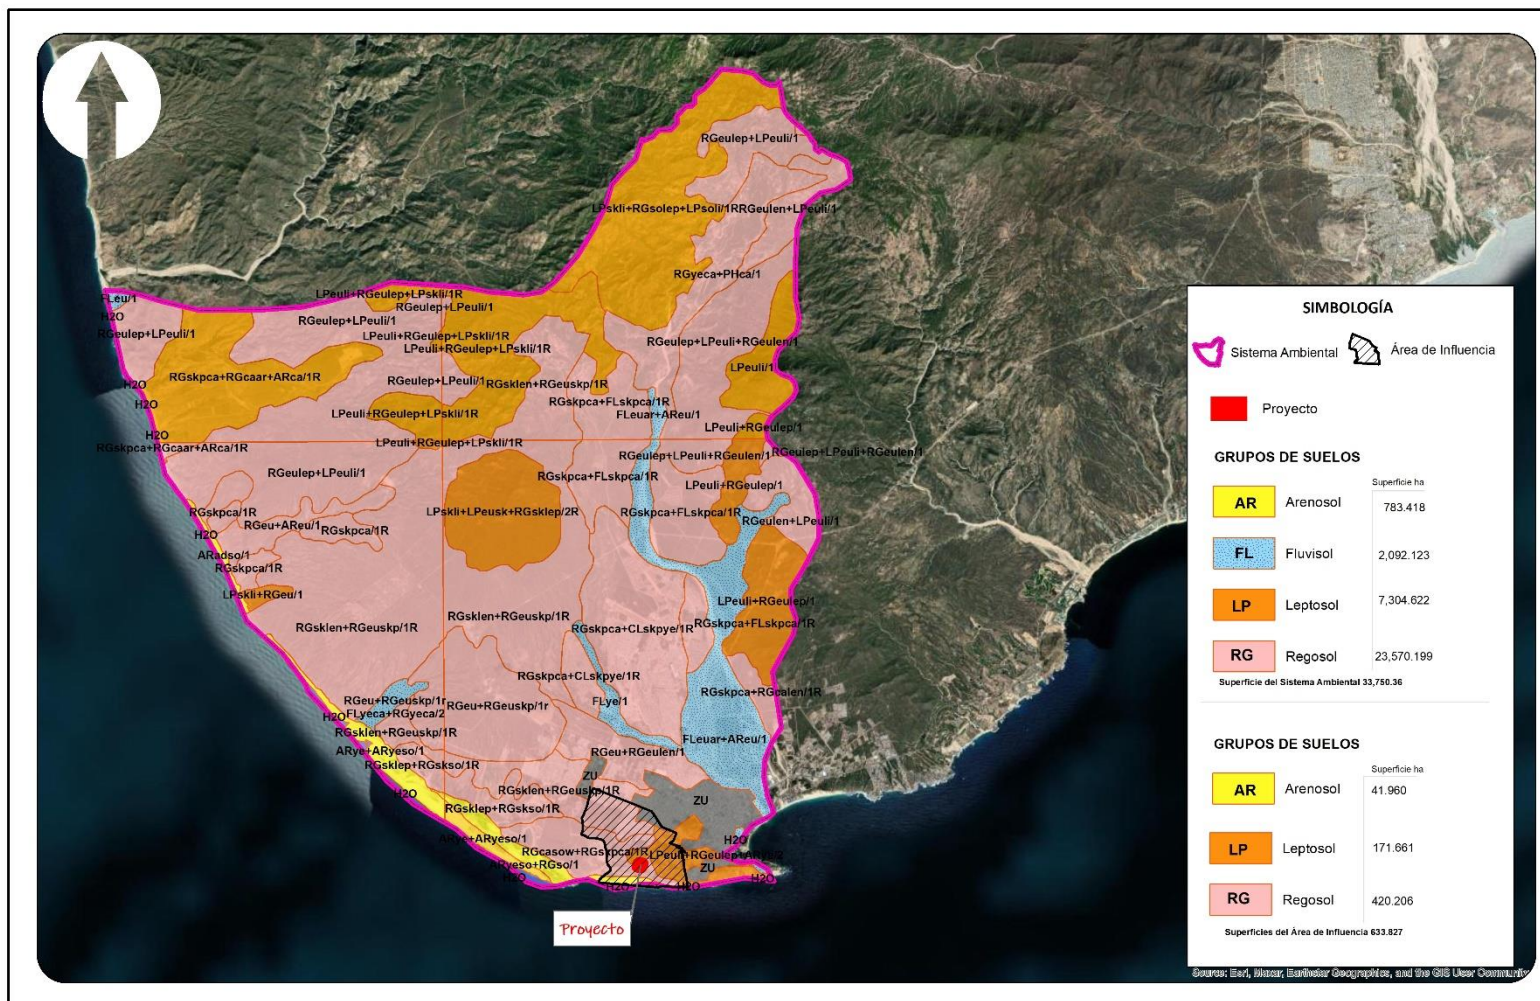 RGeulep+LPeuli/1
LPskli+RGsolep+LPsoli/1R
RGeulen+LPeuli/1
RGyeca+PHca/1
FLeu/1
H2O
LPeuli+RGeulep+LPskli/1R
RGeulep+LPeuli/1
RGeulep+LPeuli/1
RGeulep+LPeuli/1
LPeuli+RGeulep+LPskli/1R
LPeuli+RGeulep+LPskli/1R
RGeulep+LPeuli+RGeulen/1
LPeuli/1
RGskpca+RGcaar+ARca/1R
H2O
RGeulep+LPeuli/1
RGsklen+RGeuskp/1R
H2O
RGskpca+FLskpca/1R
LPeuli+RGeulep+LPskli/1R
FLeuar+AReu/1
LPeuli+RGeulep/1
H2O
RGskpca+RGcaar+ARca/1R
LPeuli+RGeulep+LPskli/1R
RGeulep+LPeuli+RGeulen/1
RGeulep+LPeuli+RGeulen/1
RGeulep+LPeuli/1
RGskpca+FLskpca/1R
LPeuli+RGeulep/1
RGskpca/1R
LPskli+LPeusk+RGsklep/2R
RGskpca+FLskpca/1R
RGeulen+LPeuli/1
RGeu+AReu/1
RGskpca/1R
H2O
ARadso/1
RGskpca/1R
LPskli+RGeu/1
LPeuli+RGeulep/1
RGsklen+RGeuskp/1R
RGsklen+RGeuskp/1R
RGskpca+CLskpye/1R
RGskpca+FLskpca/1R
RGskpca+CLskpye/1R
RGskpca+RGcalen/1R
RGeu+RGeuskp/1r
RGeu+RGeuskp/1r
FLye/1
H2O
FLyeca+RGyeca/2
RGsklen+RGeuskp/1R
FLeuar+AReu/1
ARye+ARyeso/1
RGeu+RGeulen/1
RGsklep+RGskso/1R
ZU
RGsklen+RGeuskp/1R
H2O
ZU
RGsklep+RGskso/1R
ARye+ARyeso/1
H2O
RGcasow+RGskpca/1R
ARyeso+RGso/1
ZU
H2O
H2O
H2O
H2O
Proyecto
SIMBOLOGÍA
Sistema Ambiental
Área de Influencia
Proyecto
GRUPOS DE SUELOS
Superficie ha
AR Arenosol 783.418
FL Fluvisol 2,092.123
LP Leptosol 7,304.622
RG Regosol 23,570.199
Superficie del Sistema Ambiental 33,750.36
GRUPOS DE SUELOS
Superficie ha
AR Arenosol 41.960
LP Leptosol 171.661
RG Regosol 420.206
Superficies del Área de Influencia 633.827
Source: Esri, Maxar, Earthstar Geographics, and the GIS User Community